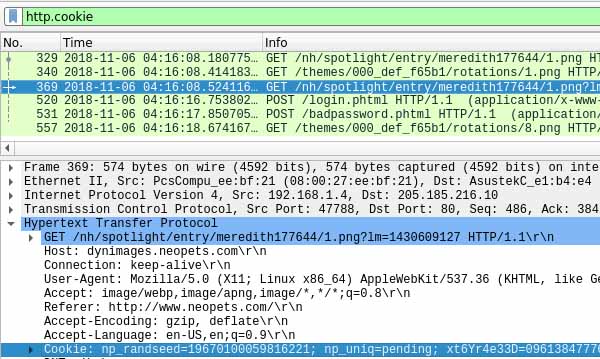 http.cookie
No. Time Info
329 2018-11-06 04:16:08.180775… GET /nh/spotlight/entry/meredith177644/1.png HT
340 2018-11-06 04:16:08.414183… GET /themes/000_def_f65b1/rotations/1.png HTTP/
369 2018-11-06 04:16:08.524116… GET /nh/spotlight/entry/meredith177644/1.png?lm
520 2018-11-06 04:16:16.753802… POST /login.phtml HTTP/1.1 (application/x-www-
531 2018-11-06 04:16:17.850705… POST /badpassword.phtml HTTP/1.1 (application
557 2018-11-06 04:16:18.674167… GET /themes/000_def_f65b1/rotations/8.png HTTP/
Frame 369: 574 bytes on wire (4592 bits), 574 bytes captured (4592 bits) on inte
Ethernet II, Src: PcsCompu_ee:bf:21 (08:00:27:ee:bf:21), Dst: AsustekC_e1:b4:e4
Internet Protocol Version 4, Src: 192.168.1.4, Dst: 205.185.216.10
Transmission Control Protocol, Src Port: 47788, Dst Port: 80, Seq: 486, Ack: 384
Hypertext Transfer Protocol
GET /nh/spotlight/entry/meredith177644/1.png?lm=1430609127 HTTP/1.1\r\n
Host: dynimages.neopets.com\r\n
Connection: keep-alive\r\n
User-Agent: Mozilla/5.0 (X11; Linux x86_64) AppleWebKit/537.36 (KHTML, like Ge
Accept: image/webp,image/apng,image/*,*/*;q=0.8\r\n
Referer: http://www.neopets.com/\r\n
Accept-Encoding: gzip, deflate\r\n
Accept-Language: en-US,en;q=0.9\r\n
Cookie: np_randseed=19670100059816221; np_uniq=pending; xt6Yr4e33D=0961384777